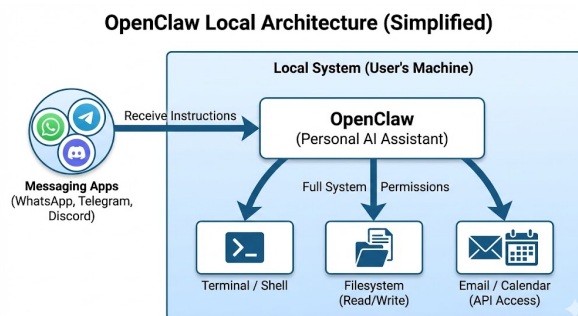 OpenClaw Local Architecture (Simplified)
Local System (User's Machine)
Receive Instructions
OpenClaw
(Personal AI Assistant)
Messaging Apps
(WhatsApp, Telegram,
Discord)
Full System Permissions
Terminal / Shell
Filesystem
(Read/Write)
Email / Calendar
(API Access)